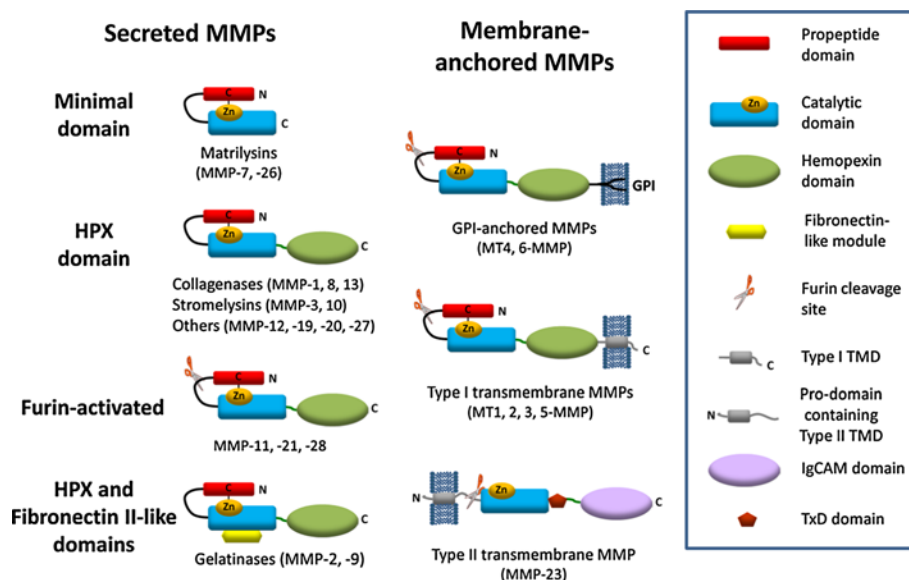 Secreted MMPs
Minimal
domain
C
N
Zn
C
Matrilysins
(MMP-7, -26)
HPX
domain
C
N
Zn
C
Collagenases (MMP-1, 8, 13)
Stromelysins (MMP-3, 10)
Others (MMP-12, -19, -20, -27)
Furin-activated
C
N
Zn
C
MMP-11, -21, -28
HPX and
Fibronectin II-like
domains
C
N
Zn
C
Gelatinases (MMP-2, -9)
Membrane-
anchored MMPs
C
N
Zn
GPI
GPI-anchored MMPs
(MT4, 6-MMP)
C
N
Zn
C
Type I transmembrane MMPs
(MT1, 2, 3, 5-MMP)
N
Zn
C
Type II transmembrane MMP
(MMP-23)
Propeptide
domain
Zn
Catalytic
domain
Hemopexin
domain
Fibronectin-
like module
Furin cleavage
site
C
Type I TMD
N
Pro-domain
containing
Type II TMD
IgCAM domain
TxD domain